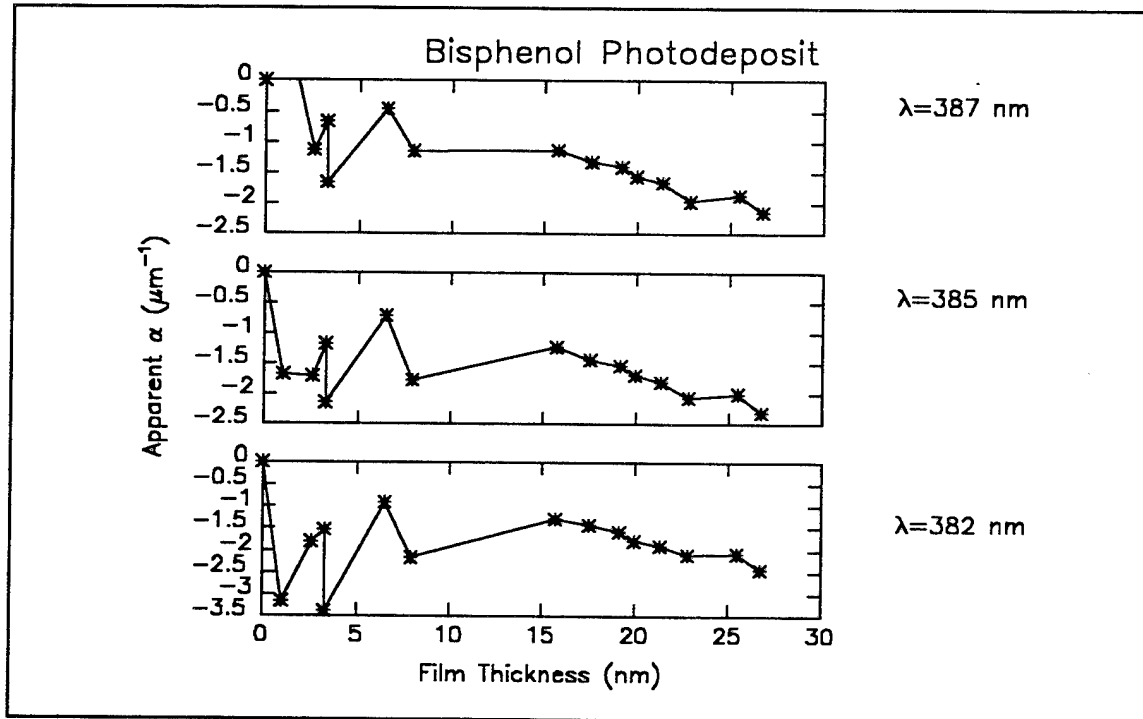 Bisphenol Photodeposit
0
−0.5
−1
−1.5
−2
−2.5
λ=387 nm
0
−0.5
−1
−1.5
−2
−2.5
λ=385 nm
Apparent α (μm⁻¹)
0
−0.5
−1
−1.5
−2
−2.5
−3
−3.5
λ=382 nm
0 5 10 15 20 25 30
Film Thickness (nm)